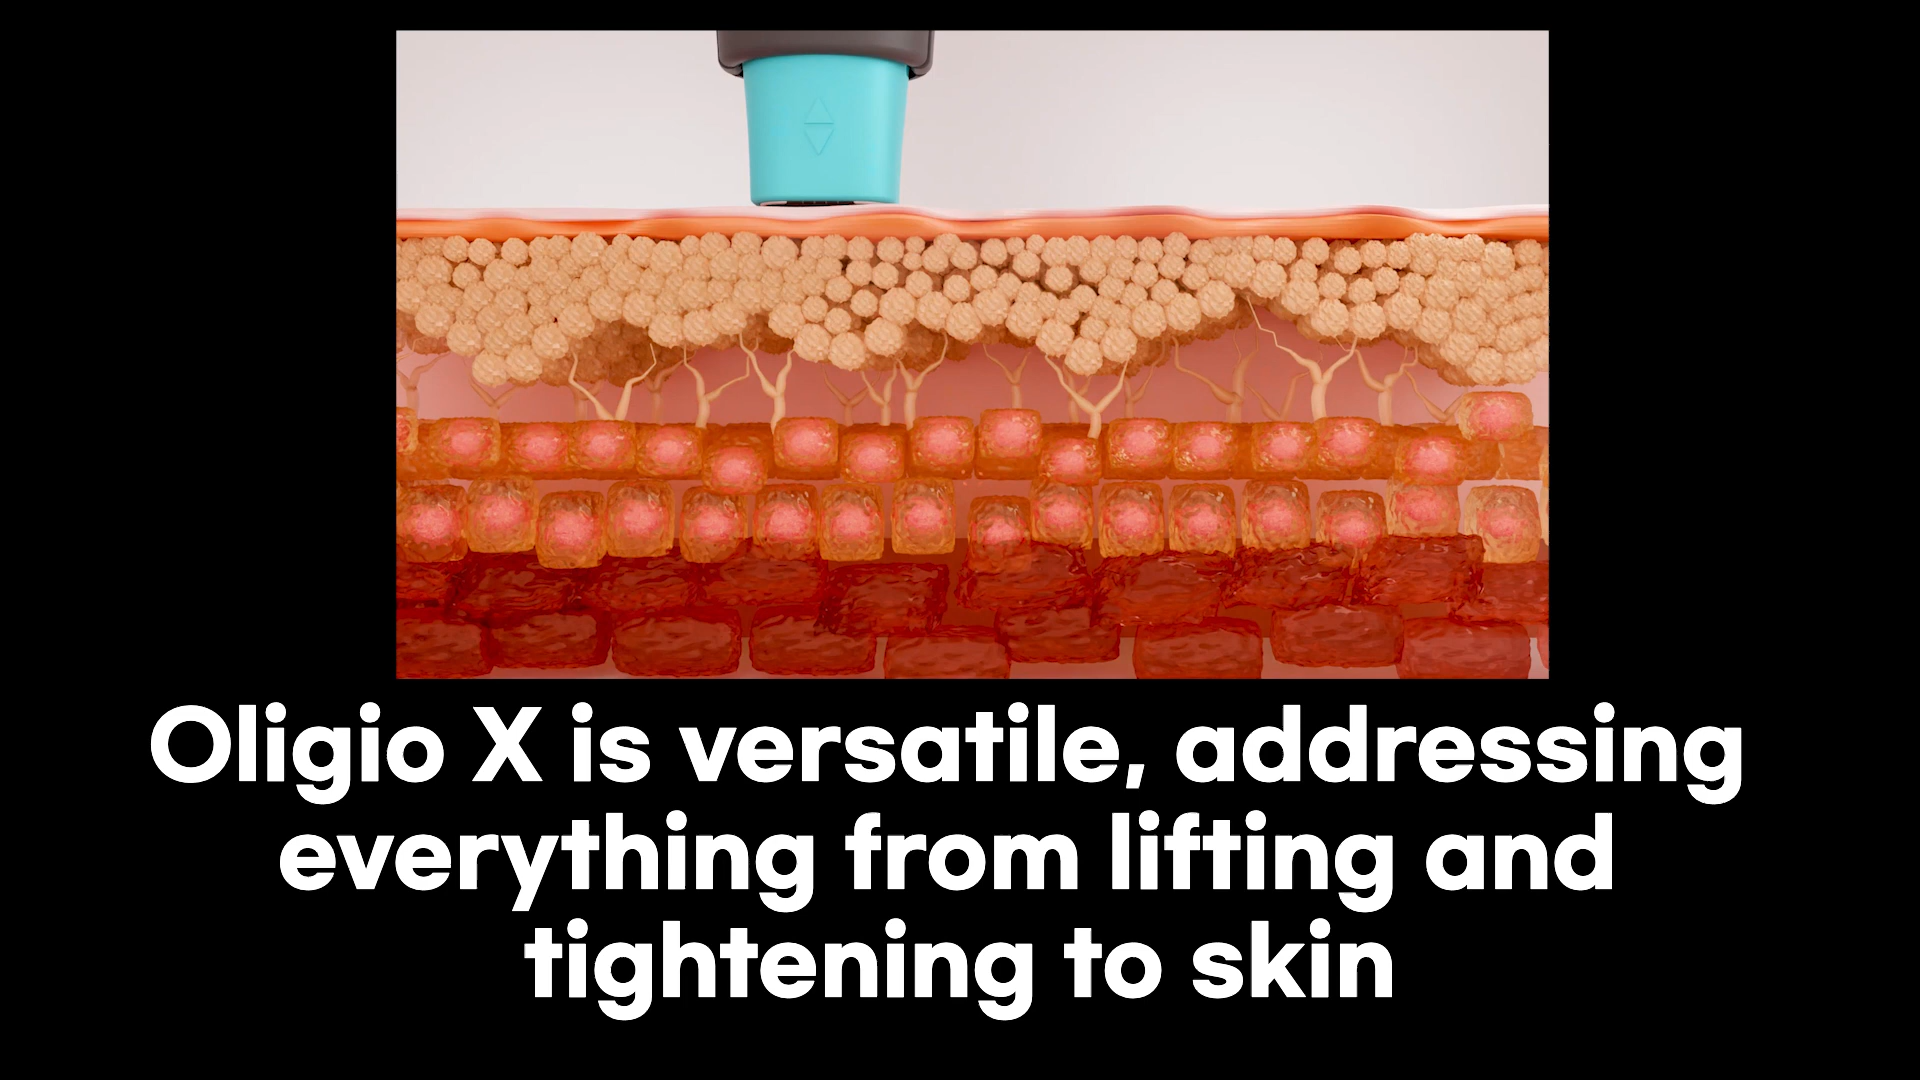 Oligio X is versatile, addressing
everything from lifting and
tightening to skin